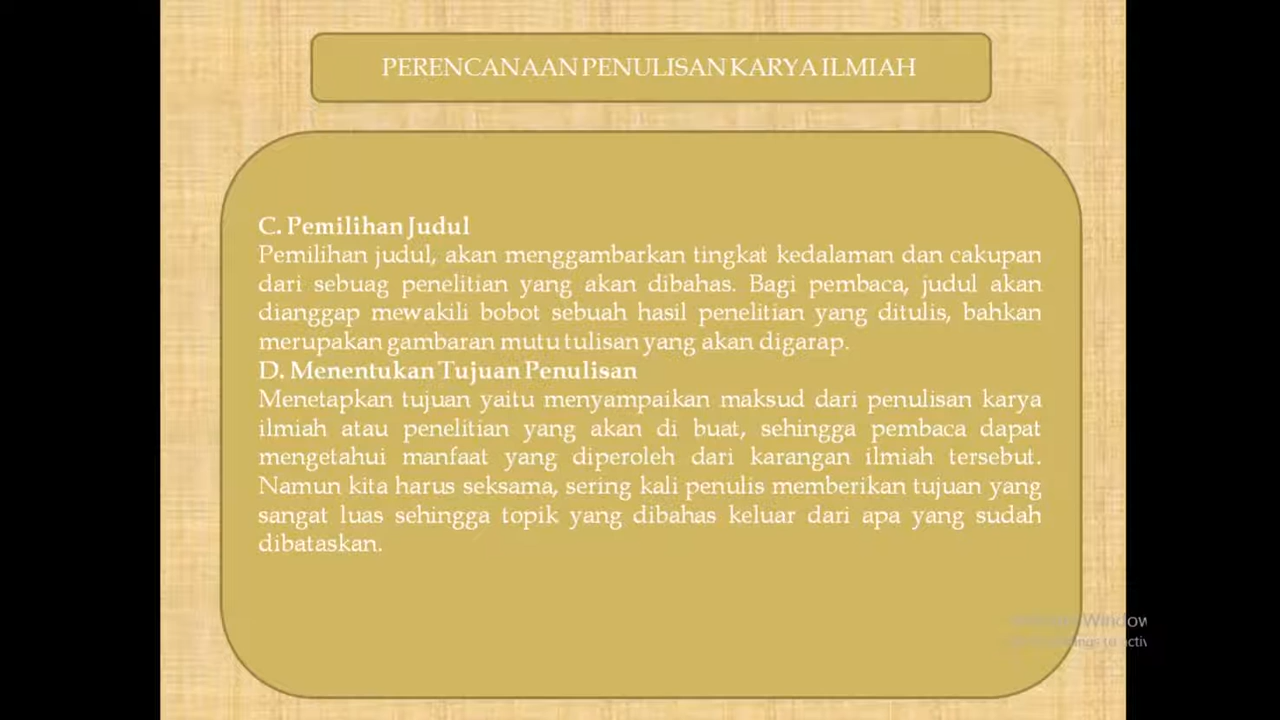 PERENCANAAN PENULISAN KARYA ILMIAH
C. Pemilihan Judul
Pemilihan judul, akan menggambarkan tingkat kedalaman dan cakupan
dari sebuag penelitian yang akan dibahas. Bagi pembaca, judul akan
dianggap mewakili bobot sebuah hasil penelitian yang ditulis, bahkan
merupakan gambaran mutu tulisan yang akan digarap.
D. Menentukan Tujuan Penulisan
Menetapkan tujuan yaitu menyampaikan maksud dari penulisan karya
ilmiah atau penelitian yang akan di buat, sehingga pembaca dapat
mengetahui manfaat yang diperoleh dari karangan ilmiah tersebut.
Namun kita harus seksama, sering kali penulis memberikan tujuan yang
sangat luas sehingga topik yang dibahas keluar dari apa yang sudah
dibataskan.
Window
to activ